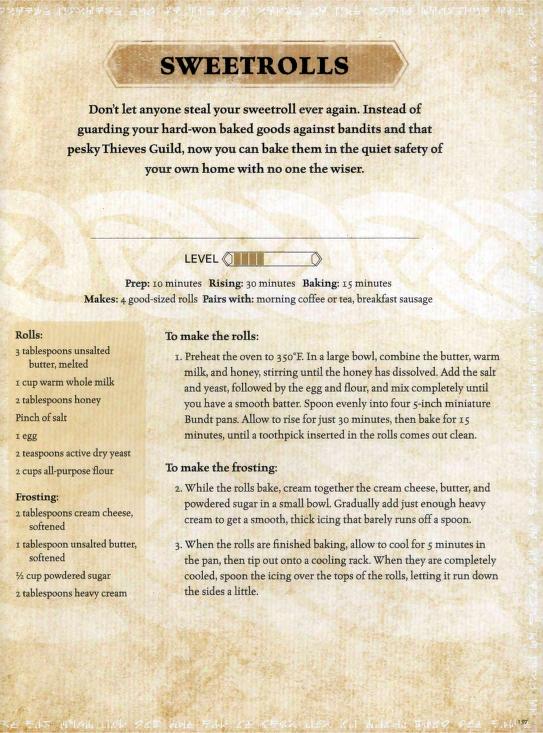 SWEETROLLS
Don't let anyone steal your sweetroll ever again. Instead of
guarding your hard-won baked goods against bandits and that
pesky Thieves Guild, now you can bake them in the quiet safety of
your own home with no one the wiser.
LEVEL
Prep: 10 minutes Rising: 30 minutes Baking: 15 minutes
Makes: 4 good-sized rolls Pairs with: morning coffee or tea, breakfast sausage
Rolls:
3 tablespoons unsalted
butter, melted
1 cup warm whole milk
2 tablespoons honey
Pinch of salt
1 egg
2 teaspoons active dry yeast
2 cups all-purpose flour
Frosting:
2 tablespoons cream cheese,
softened
1 tablespoon unsalted butter,
softened
½ cup powdered sugar
2 tablespoons heavy cream
To make the rolls:
1. Preheat the oven to 350°F. In a large bowl, combine the butter, warm
milk, and honey, stirring until the honey has dissolved. Add the salt
and yeast, followed by the egg and flour, and mix completely until
you have a smooth batter. Spoon evenly into four 5-inch miniature
Bundt pans. Allow to rise for just 30 minutes, then bake for 15
minutes, until a toothpick inserted in the rolls comes out clean.
To make the frosting:
2. While the rolls bake, cream together the cream cheese, butter, and
powdered sugar in a small bowl. Gradually add just enough heavy
cream to get a smooth, thick icing that barely runs off a spoon.
3. When the rolls are finished baking, allow to cool for 5 minutes in
the pan, then tip out onto a cooling rack. When they are completely
cooled, spoon the icing over the tops of the rolls, letting it run down
the sides a little.
197